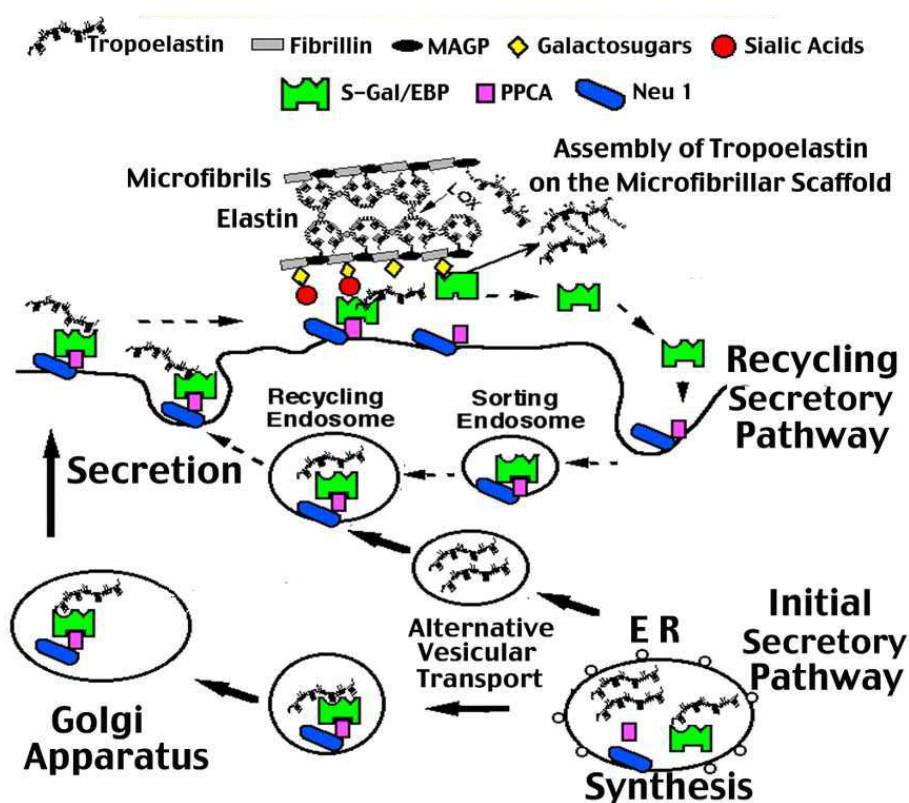 Tropoelastin Fibrillin MAGP Galactosugars Sialic Acids
S-Gal/EBP PPCA Neu 1
Assembly of Tropoelastin
on the Microfibrillar Scaffold
Microfibrils
Elastin
Lox
Recycling
Secretory
Pathway
Recycling
Endosome
Sorting
Endosome
Secretion
Alternative
Vesicular
Transport
ER
Initial
Secretory
Pathway
Golgi
Apparatus
Synthesis